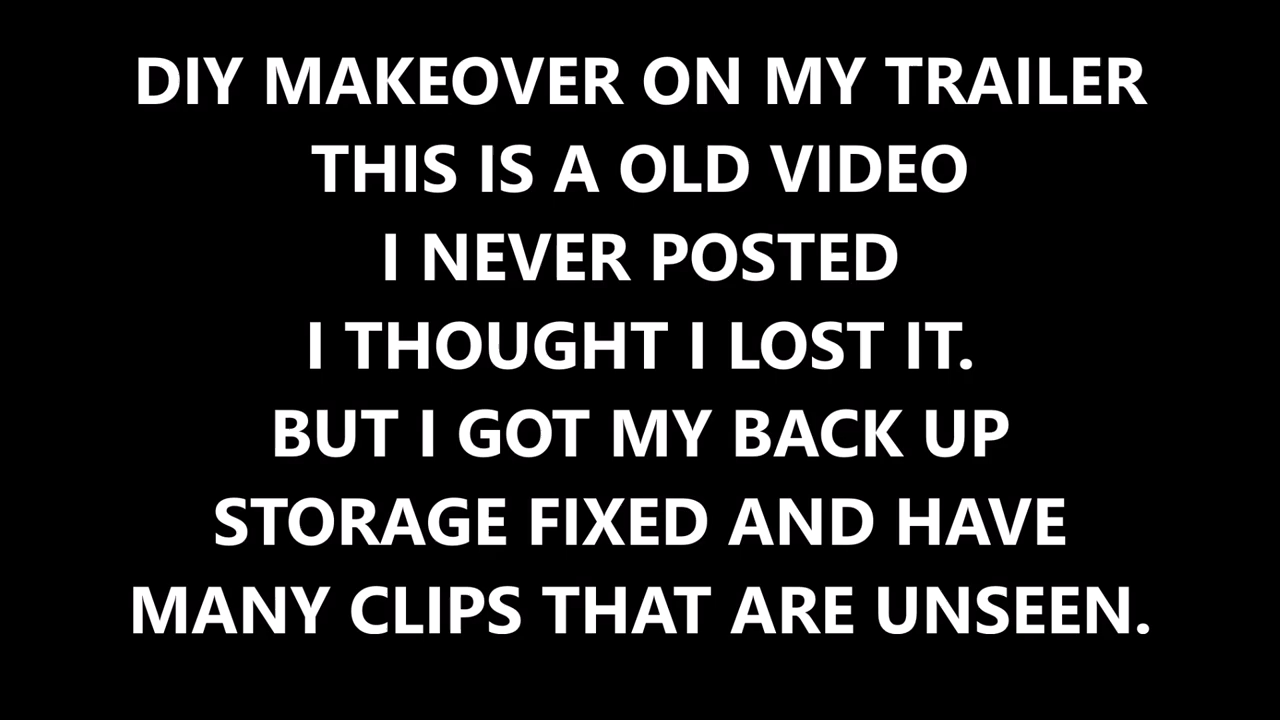 DIY MAKEOVER ON MY TRAILER
THIS IS A OLD VIDEO
I NEVER POSTED
I THOUGHT I LOST IT.
BUT I GOT MY BACK UP
STORAGE FIXED AND HAVE
MANY CLIPS THAT ARE UNSEEN.